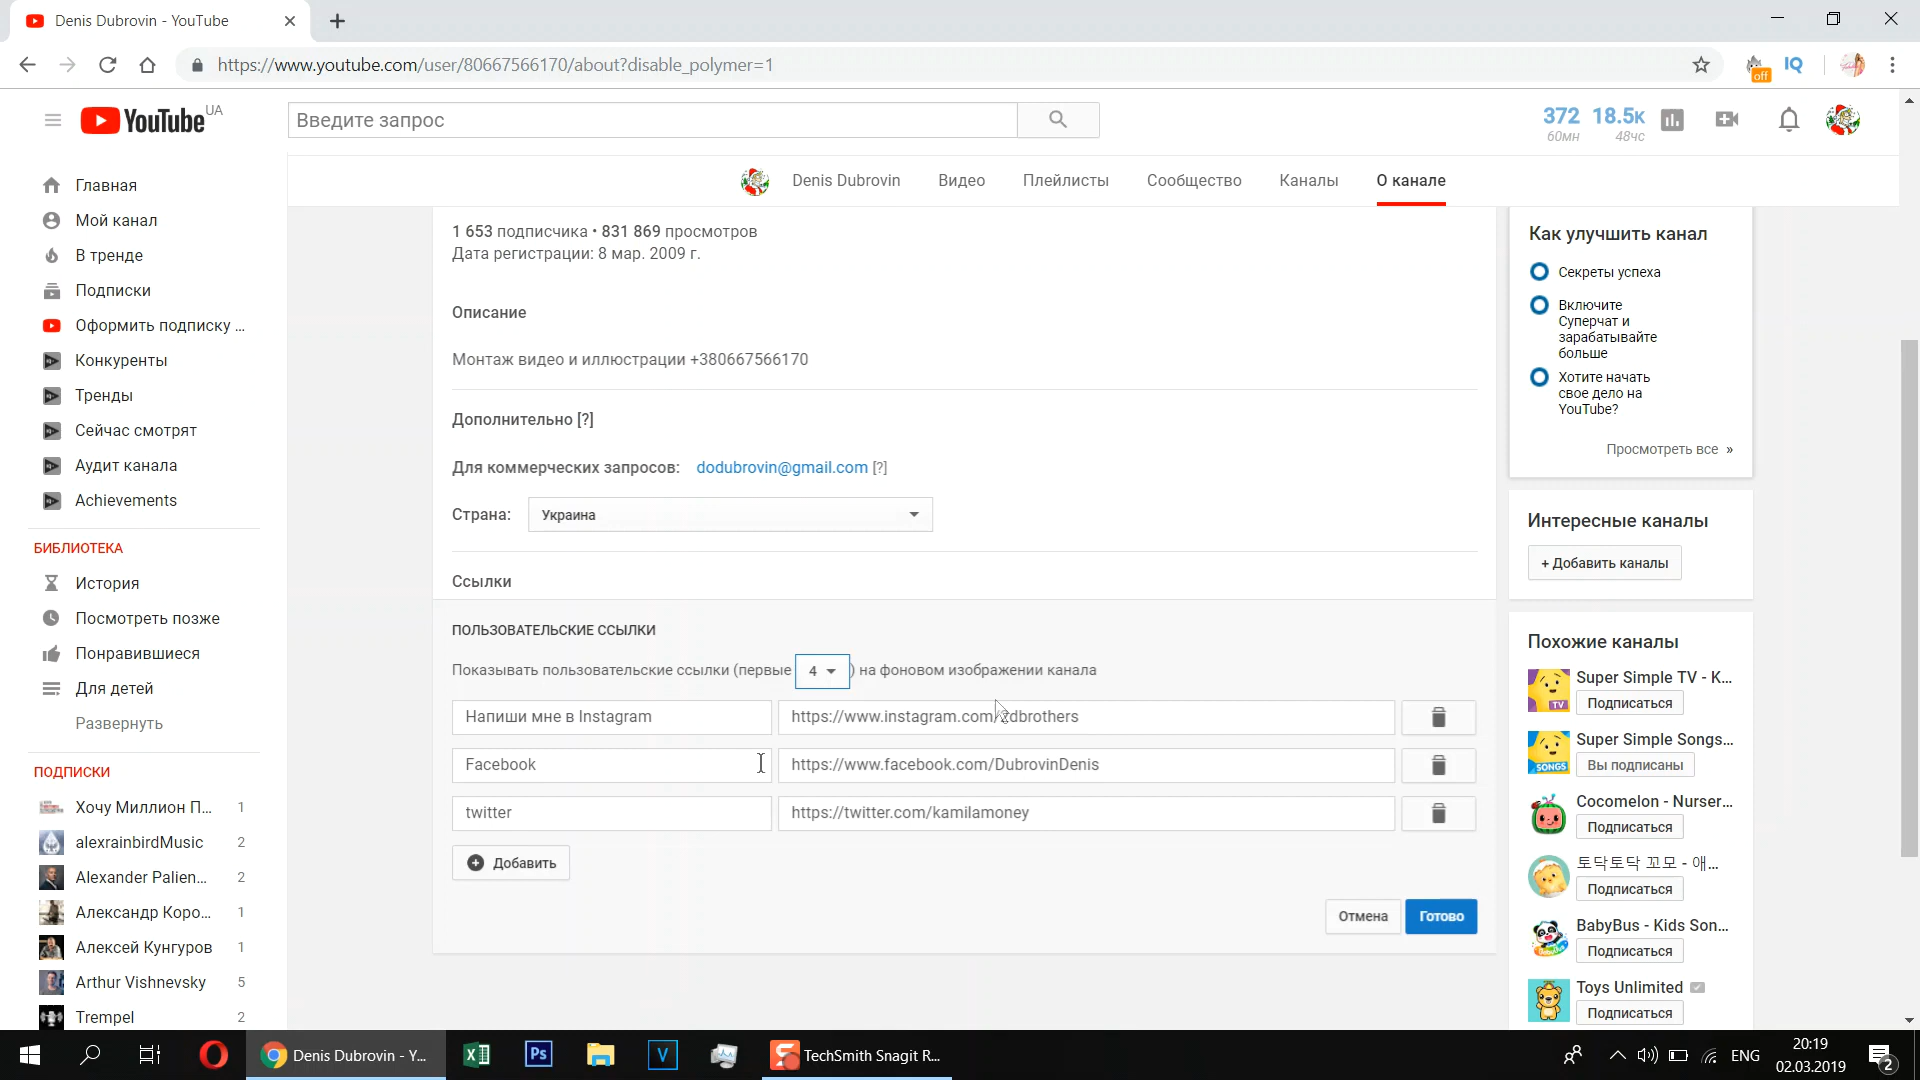 Denis Dubrovin - YouTube
https://www.youtube.com/user/80667566170/about?disable_polymer=1
off
IQ
YouTube UA
Введите запрос
372 18.5к
60мн 48чс
Denis Dubrovin Видео Плейлисты Сообщество Каналы О канале
Главная
Мой канал
В тренде
Подписки
Оформить подписку ...
Конкуренты
Тренды
Сейчас смотрят
Аудит канала
Achievements
БИБЛИОТЕКА
История
Посмотреть позже
Понравившиеся
Для детей
Развернуть
ПОДПИСКИ
Хочу Миллион П... 1
alexrainbirdMusic 2
Alexander Palien... 2
Александр Коро... 1
Алексей Кунгуров 1
Arthur Vishnevsky 5
Trempel 2
1 653 подписчика • 831 869 просмотров
Дата регистрации: 8 мар. 2009 г.
Описание
Монтаж видео и иллюстрации +380667566170
Дополнительно [?]
Для коммерческих запросов: dodubrovin@gmail.com [?]
Страна: Украина
Ссылки
ПОЛЬЗОВАТЕЛЬСКИЕ ССЫЛКИ
Показывать пользовательские ссылки (первые 4 ) на фоновом изображении канала
Напиши мне в Instagram
Facebook https://www.facebook.com/DubrovinDenis
twitter https://twitter.com/kamilamoney
Добавить
Отмена Готово
Как улучшить канал
Секреты успеха
Включите
Суперчат и
зарабатывайте
больше
Хотите начать
свое дело на
YouTube?
Просмотреть все »
Интересные каналы
+ Добавить каналы
Похожие каналы
Super Simple TV - K...
Подписаться
Super Simple Songs...
Вы подписаны
Cocomelon - Nurser...
Подписаться
토닥토닥 꼬모 - 애...
Подписаться
BabyBus - Kids Son...
Подписаться
Toys Unlimited
Подписаться
TV
SONGS
Denis Dubrovin - Y...
Ps
V
TechSmith Snagit R...
ENG
20:19
02.03.2019
2